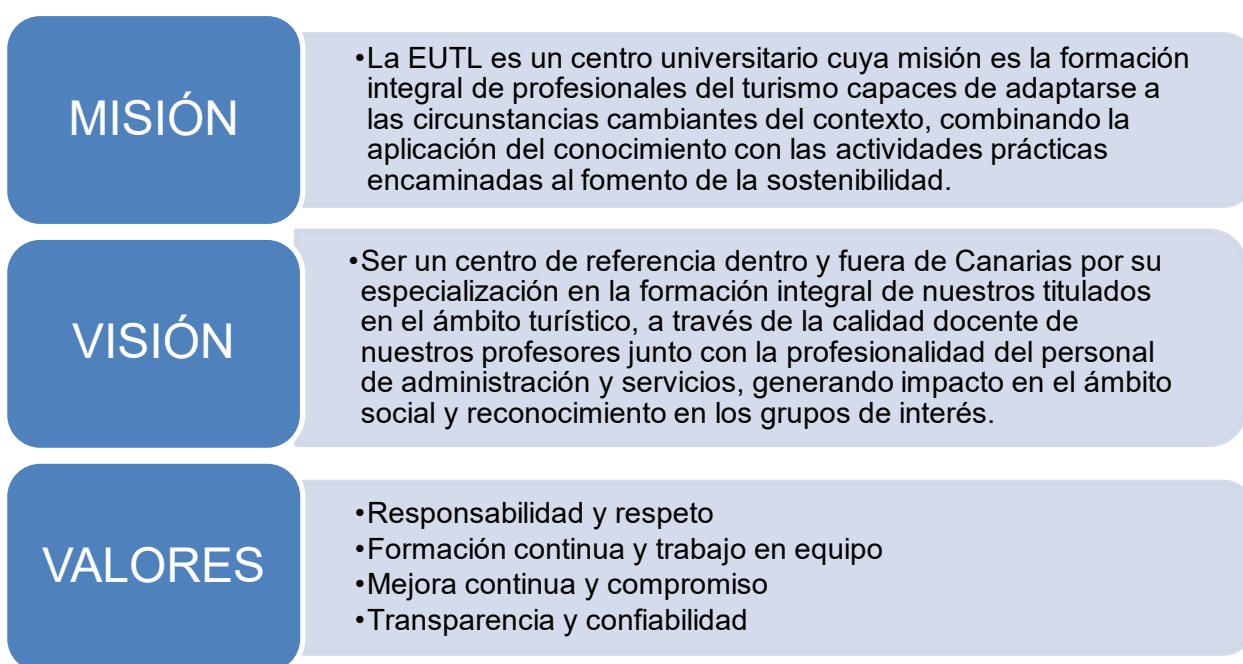 MISIÓN
•La EUTL es un centro universitario cuya misión es la formación
integral de profesionales del turismo capaces de adaptarse a
las circunstancias cambiantes del contexto, combinando la
aplicación del conocimiento con las actividades prácticas
encaminadas al fomento de la sostenibilidad.
VISIÓN
•Ser un centro de referencia dentro y fuera de Canarias por su
especialización en la formación integral de nuestros titulados
en el ámbito turístico, a través de la calidad docente de
nuestros profesores junto con la profesionalidad del personal
de administración y servicios, generando impacto en el ámbito
social y reconocimiento en los grupos de interés.
VALORES
•Responsabilidad y respeto
•Formación continua y trabajo en equipo
•Mejora continua y compromiso
•Transparencia y confiabilidad